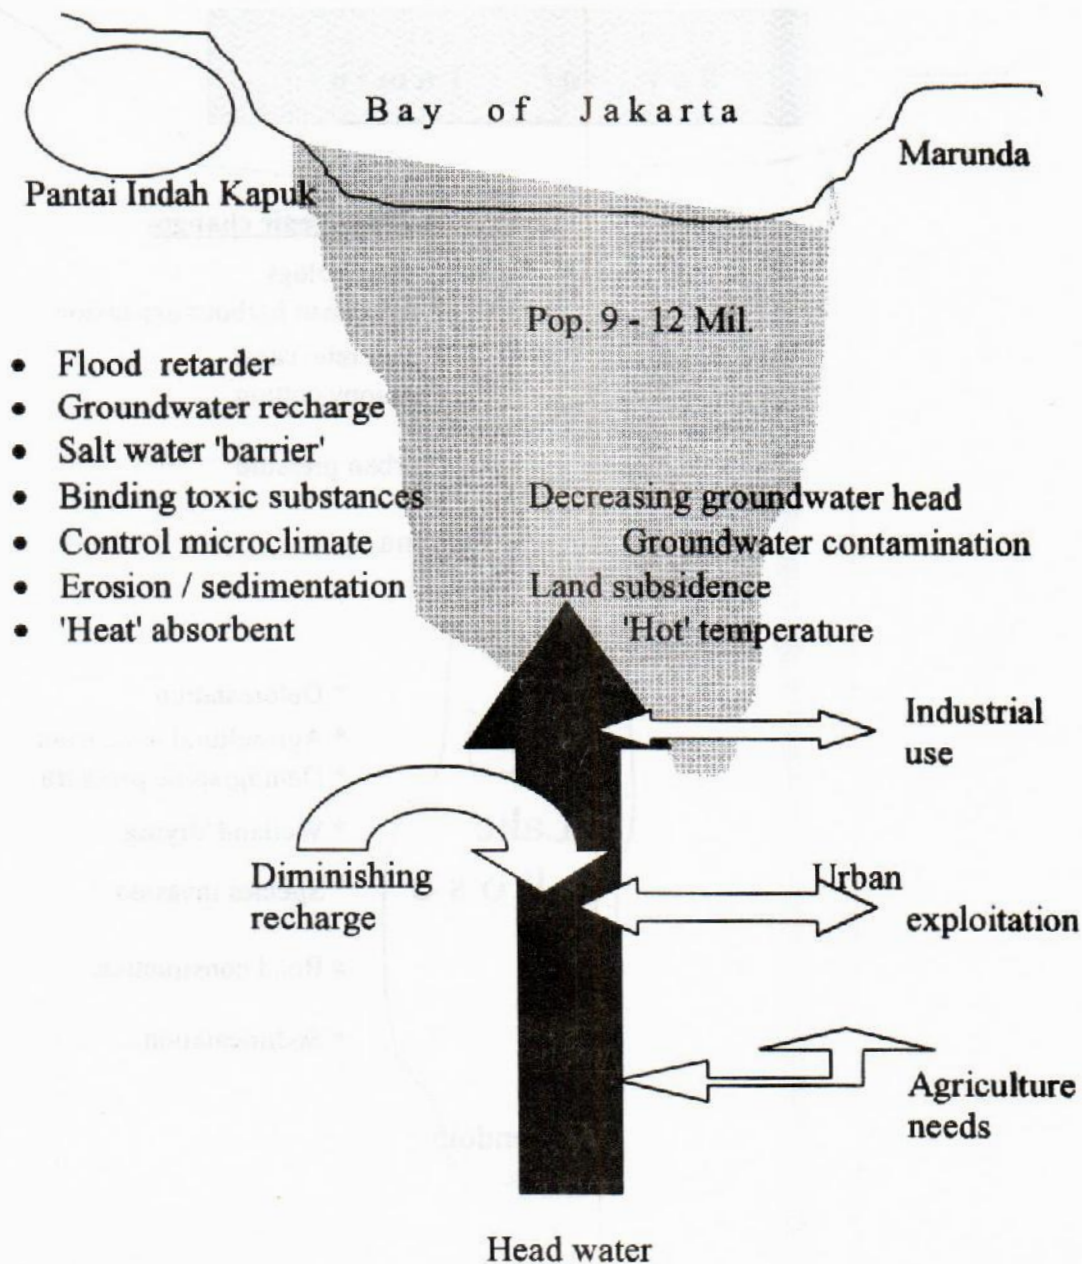 Bay of Jakarta
Marunda
Pantai Indah Kapuk
Pop. 9 - 12 Mil.
• Flood retarder
• Groundwater recharge
• Salt water 'barrier'
• Binding toxic substances
• Control microclimate
• Erosion / sedimentation
• 'Heat' absorbent
Decreasing groundwater head
Groundwater contamination
Land subsidence
'Hot' temperature
Industrial
use
Diminishing
recharge
Urban
exploitation
Agriculture
needs
Head water